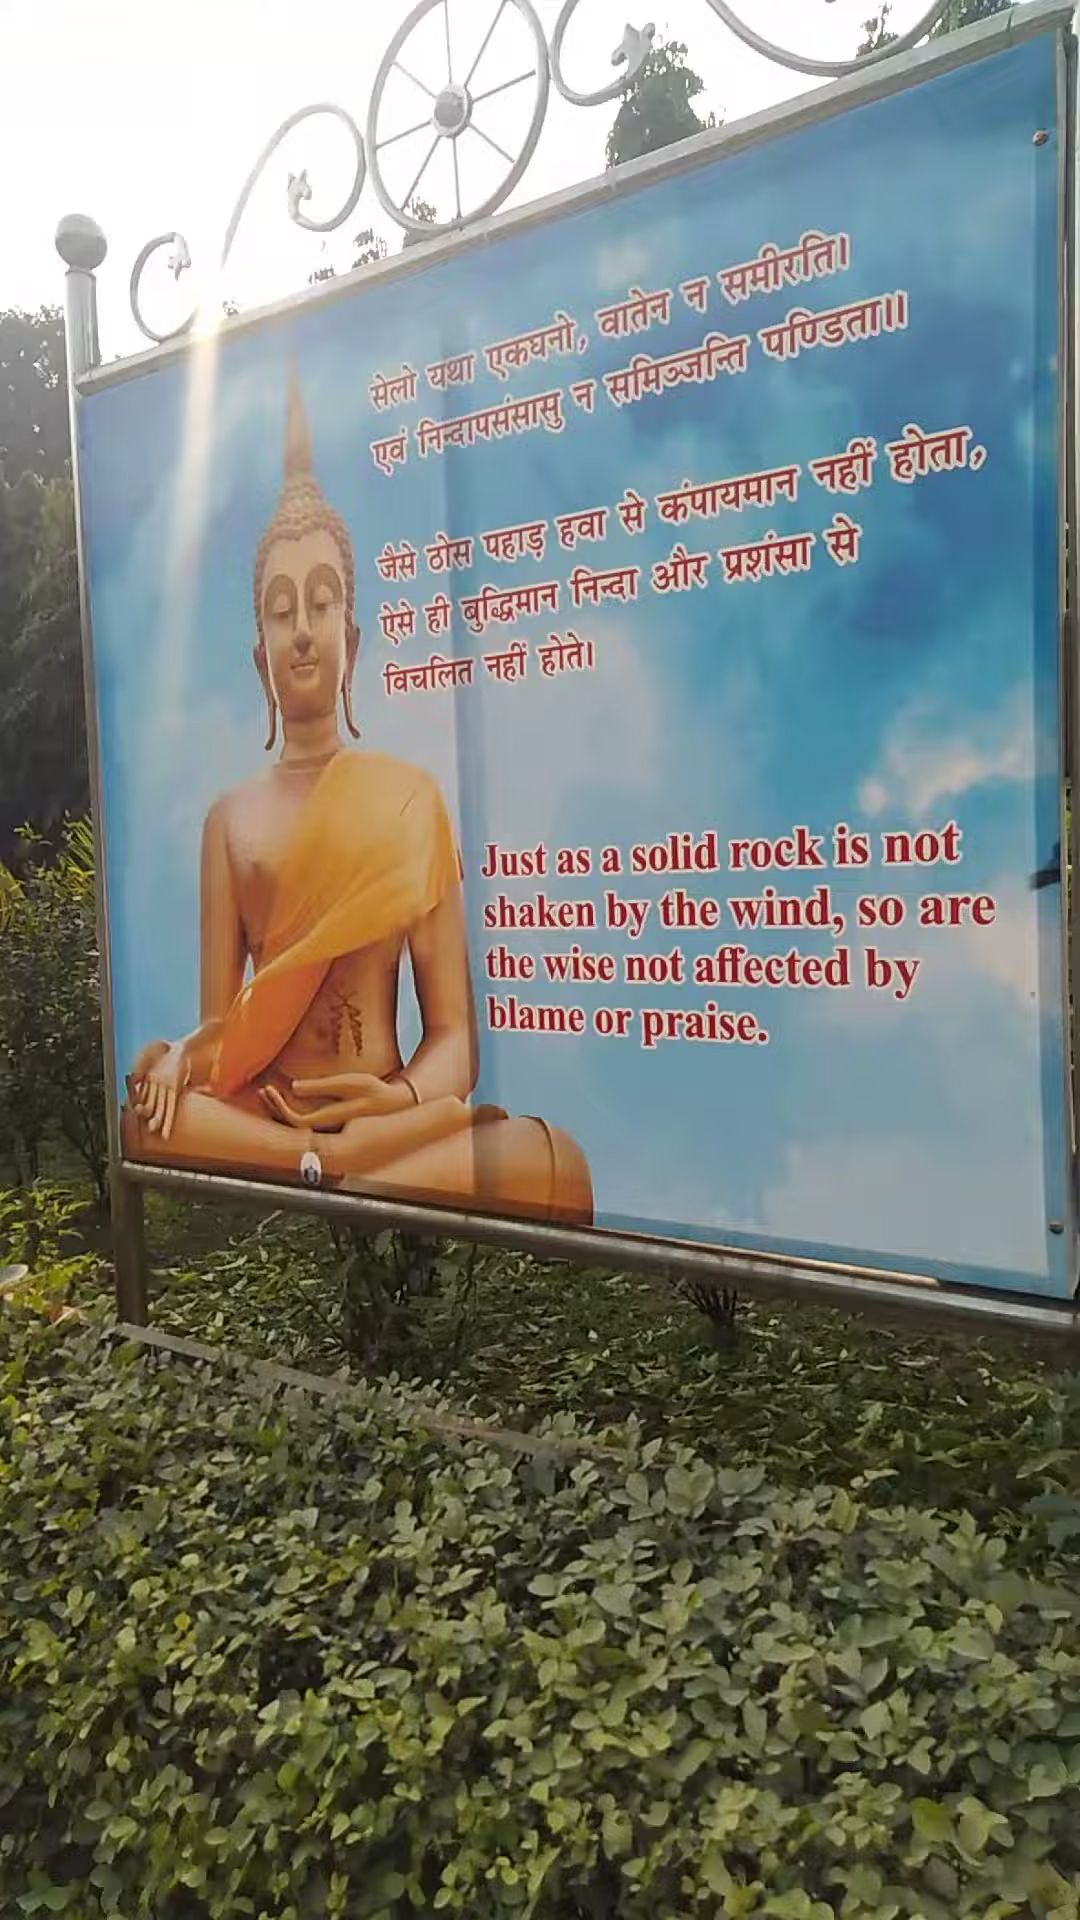 सेलो यथा एकघनो, वातेन न समीरति।
एवं निन्दापसंसासु न समिञ्जन्ति पण्डिता॥
जैसे ठोस पहाड़ हवा से कंपायमान नहीं होता,
ऐसे ही बुद्धिमान निन्दा और प्रशंसा से
विचलित नहीं होते।
Just as a solid rock is not
shaken by the wind, so are
the wise not affected by
blame or praise.